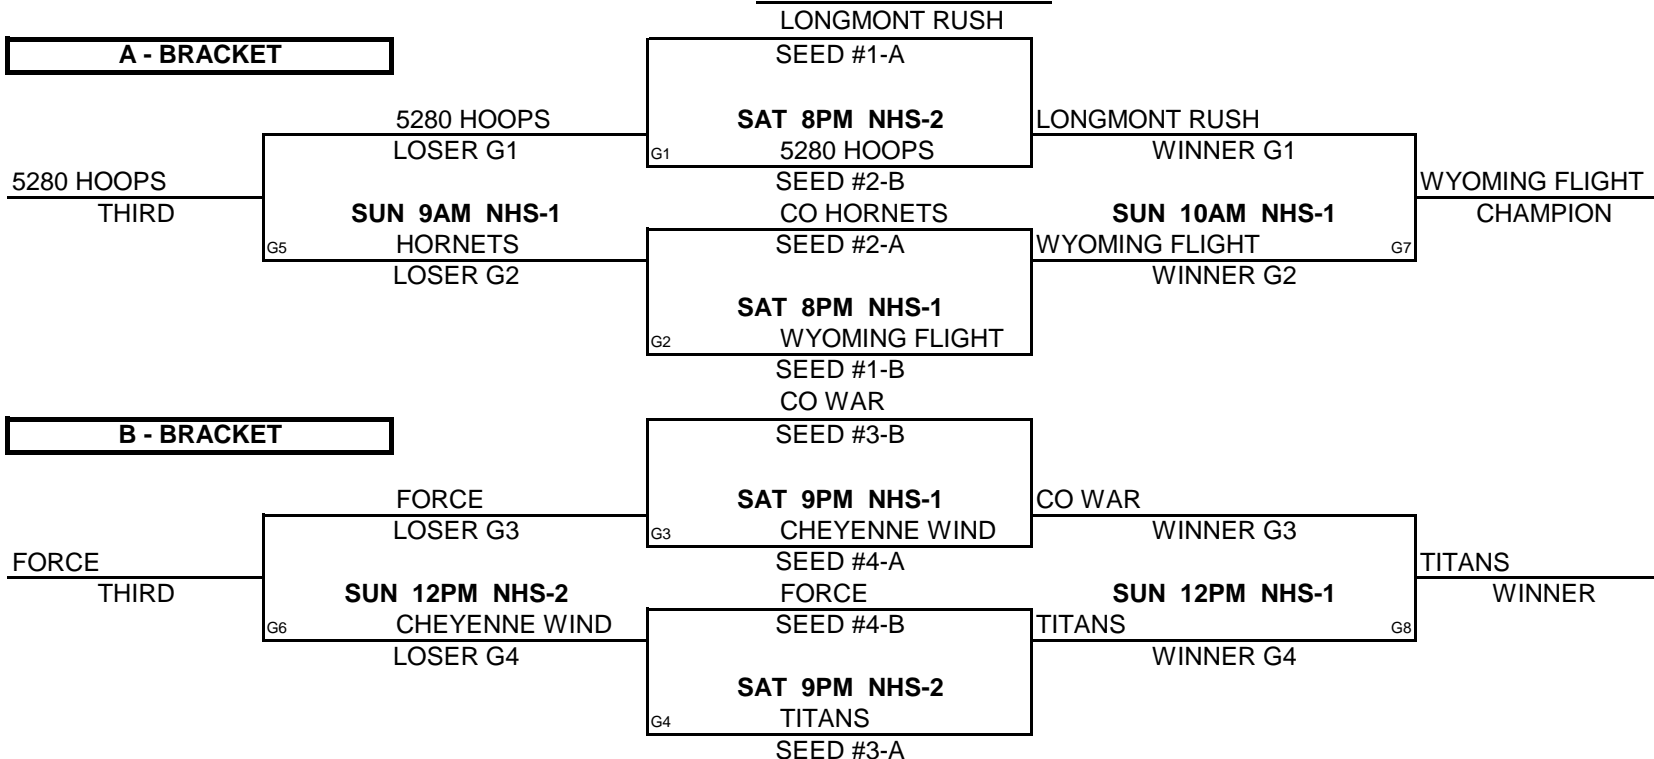 LONGMONT RUSH
A - BRACKET
SEED #1-A
5280 HOOPS
SAT 8PM NHS-2
LONGMONT RUSH
LOSER G1
G1
5280 HOOPS
WINNER G1
5280 HOOPS
SEED #2-B
WYOMING FLIGHT
THIRD
SUN 9AM NHS-1
CO HORNETS
SUN 10AM NHS-1
CHAMPION
G5
HORNETS
SEED #2-A
WYOMING FLIGHT
G7
LOSER G2
WINNER G2
SAT 8PM NHS-1
G2
WYOMING FLIGHT
SEED #1-B
CO WAR
B - BRACKET
SEED #3-B
FORCE
SAT 9PM NHS-1
CO WAR
LOSER G3
G3
CHEYENNE WIND
WINNER G3
FORCE
SEED #4-A
TITANS
THIRD
SUN 12PM NHS-2
FORCE
SUN 12PM NHS-1
WINNER
G6
CHEYENNE WIND
SEED #4-B
TITANS
G8
LOSER G4
WINNER G4
SAT 9PM NHS-2
G4
TITANS
SEED #3-A